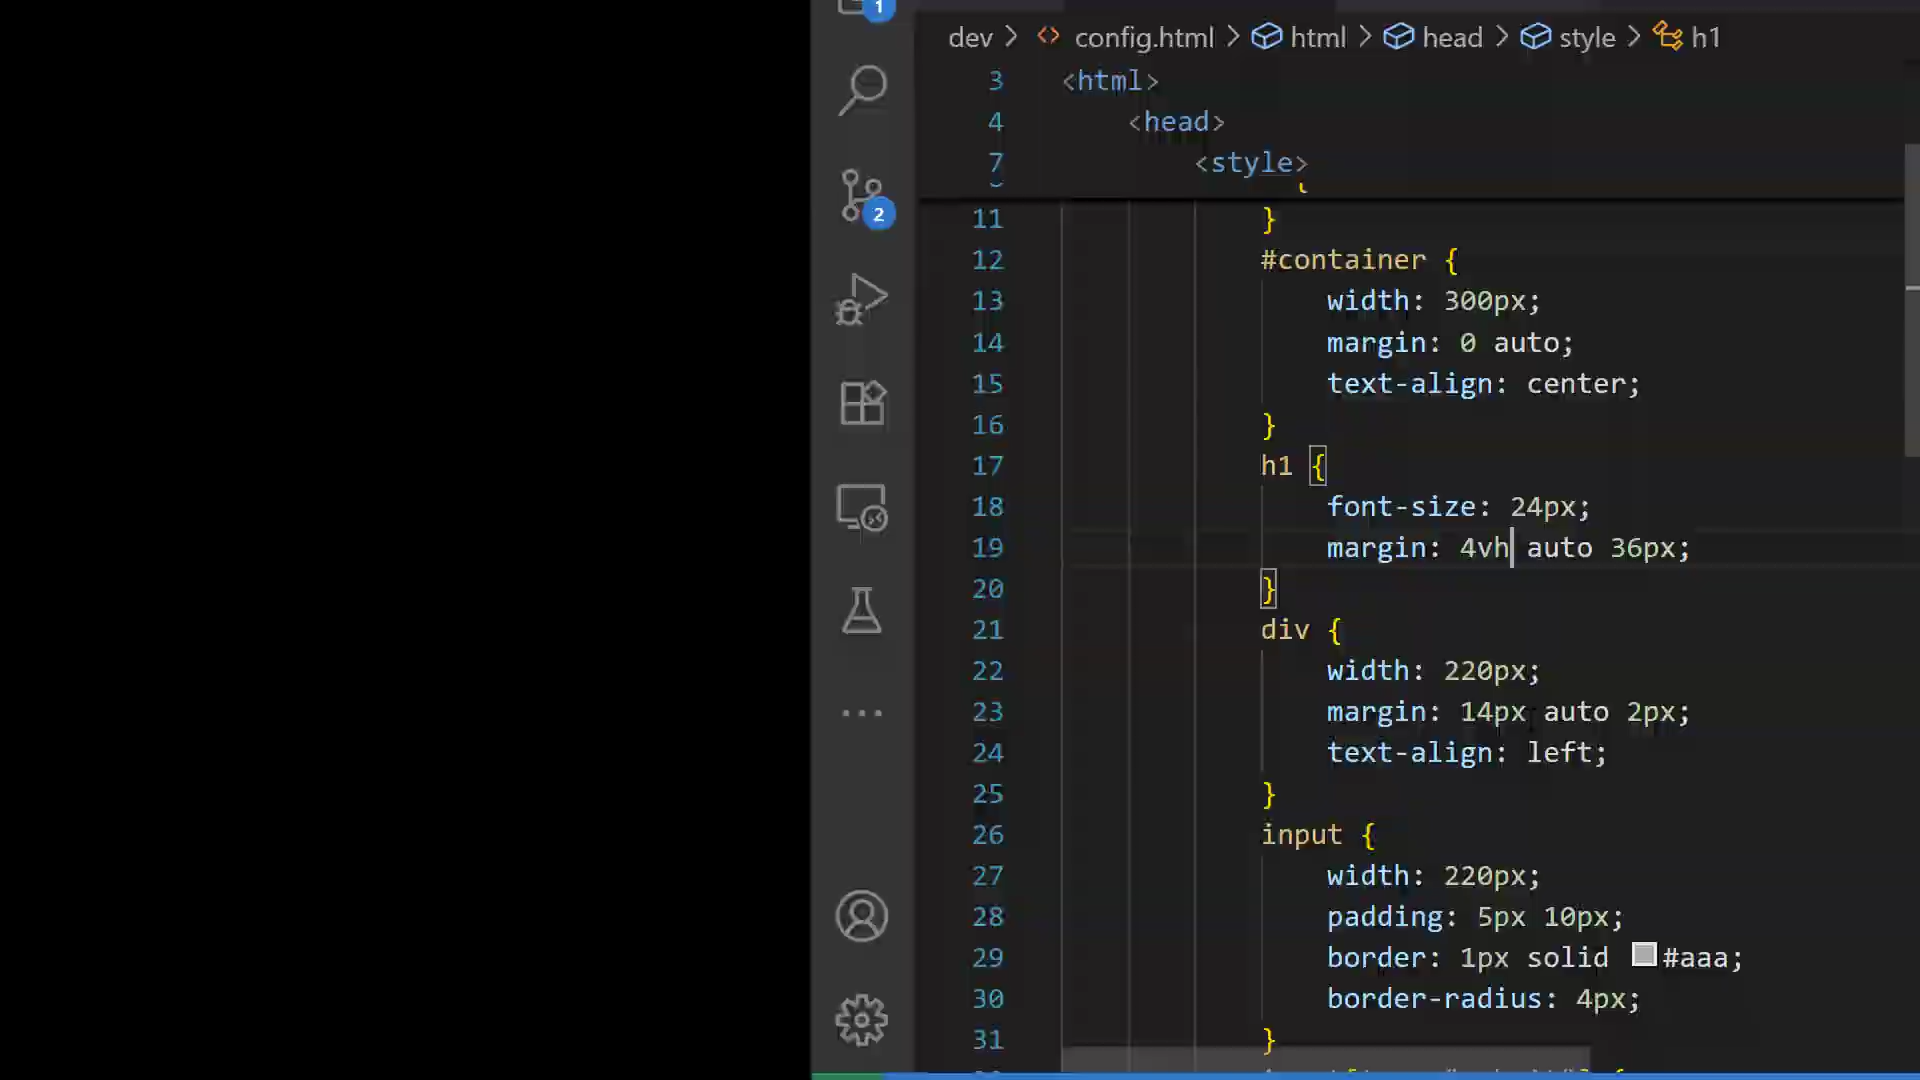 1
dev > config.html > html > head > style > h1
3 <html>
4 <head>
7 <style>
2
11 }
12 #container {
13 width: 300px;
14 margin: 0 auto;
15 text-align: center;
16 }
17 h1 {
18 font-size: 24px;
19 margin: 4vh auto 36px;
20 }
21 div {
22 width: 220px;
23 margin: 14px auto 2px;
24 text-align: left;
25 }
26 input {
27 width: 220px;
28 padding: 5px 10px;
29 border: 1px solid #aaa;
30 border-radius: 4px;
31 }